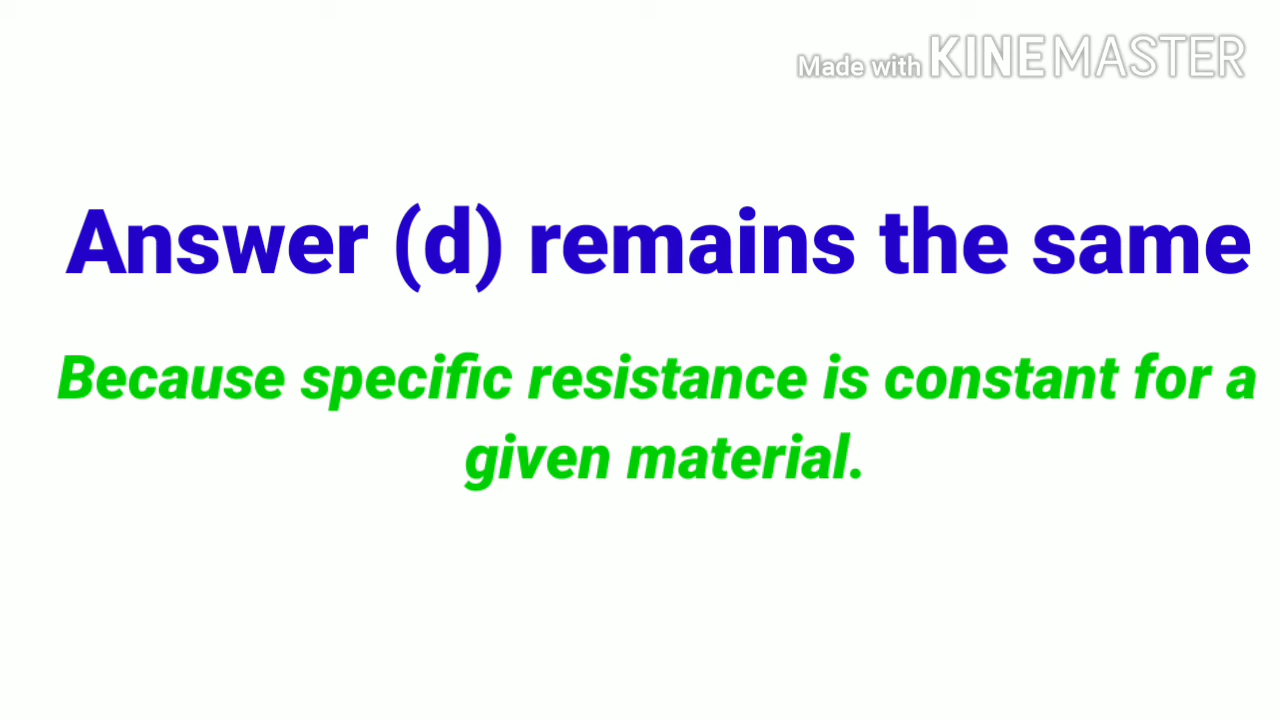 Made with KINEMASTER
Answer (d) remains the same
Because specific resistance is constant for a
given material.